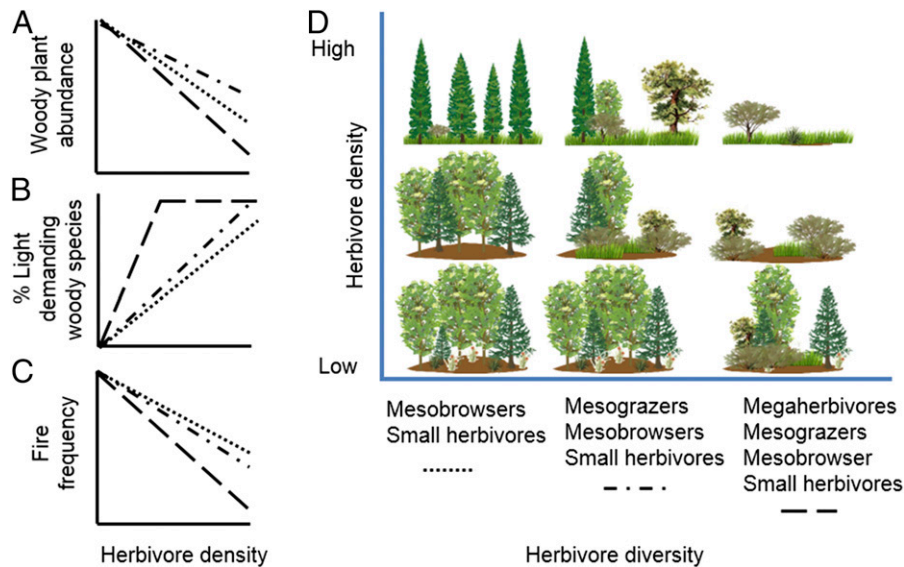 A
Woody plant
abundance
B
% Light
demanding
woody species
C
Fire
frequency
Herbivore density
D
High
Herbivore density
Low
Mesobrowsers
Small herbivores
Mesograzers
Mesobrowsers
Small herbivores
Megaherbivores
Mesograzers
Mesobrowser
Small herbivores
Herbivore diversity